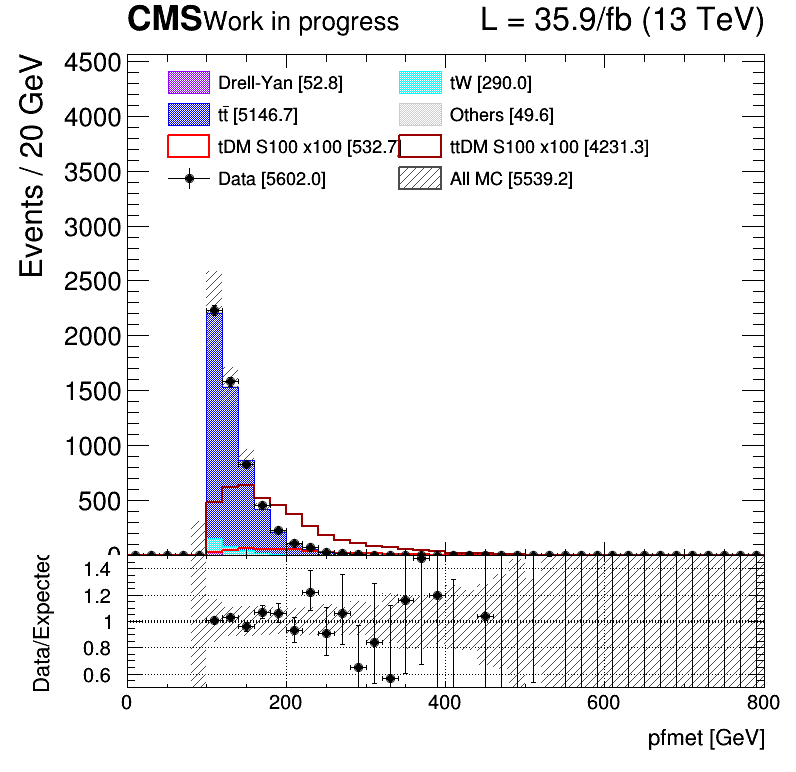 CMS Work in progress L = 35.9/fb (13 TeV)
Events / 20 GeV
4500
4000
3500
3000
2500
2000
1500
1000
500
0
Drell-Yan [52.8] tW [290.0]
tt̄ [5146.7] Others [49.6]
tDM S100 x100 [532.7] ttDM S100 x100 [4231.3]
Data [5602.0] All MC [5539.2]
Data/Expected
1.4
1.2
1
0.8
0.6
0 200 400 600 800
pfmet [GeV]